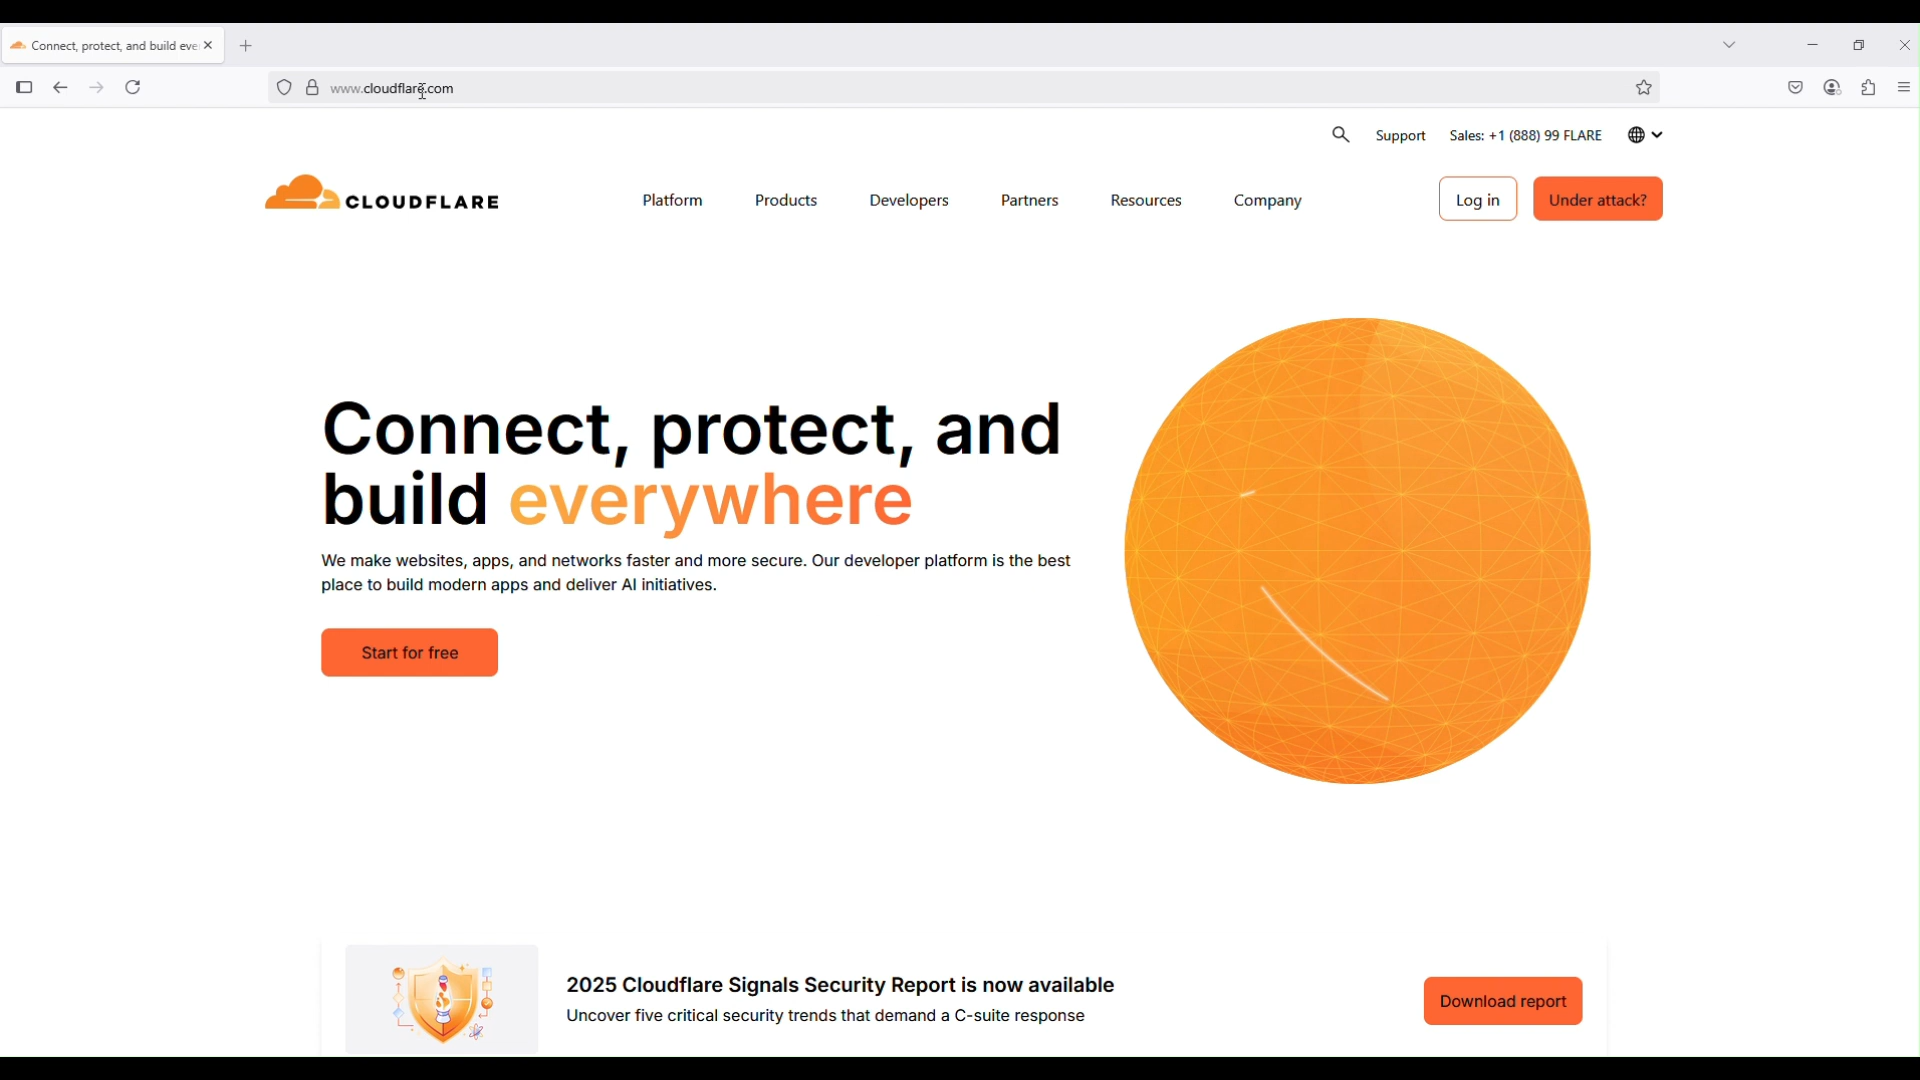 Connect, protect, and build eve
www.cloudflare.com
Support Sales: +1 (888) 99 FLARE
CLOUDFLARE
Platform Products Developers Partners Resources Company Log in Under attack?
Connect, protect, and
build everywhere
We make websites, apps, and networks faster and more secure. Our developer platform is the best
place to build modern apps and deliver AI initiatives.
Start for free
2025 Cloudflare Signals Security Report is now available
Uncover five critical security trends that demand a C-suite response
Download report